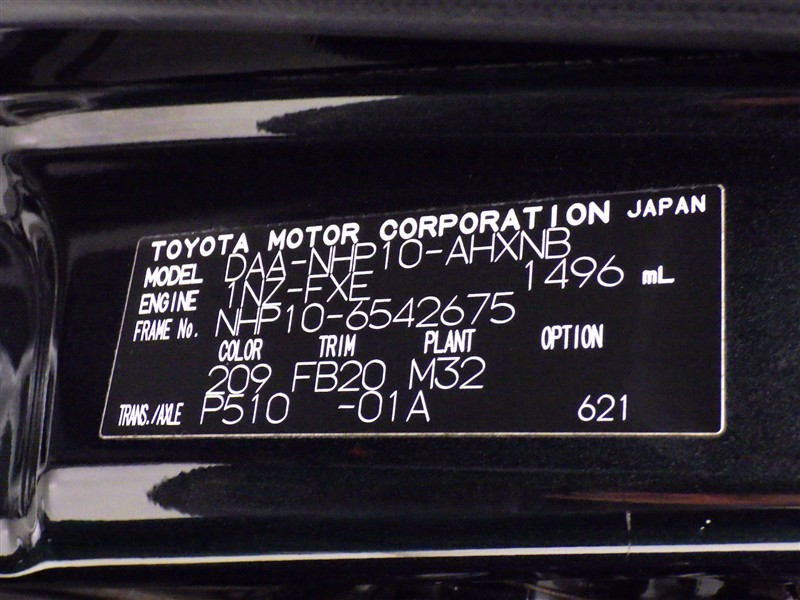 TOYOTA MOTOR CORPORATION JAPAN
MODEL DAA-NHP10-AHXNB
ENGINE 1NZ-FXE 1496 mL
FRAME No. NHP10-6542675
COLOR TRIM PLANT OPTION
209 FB20 M32
TRANS./AXLE P510 -01A 621